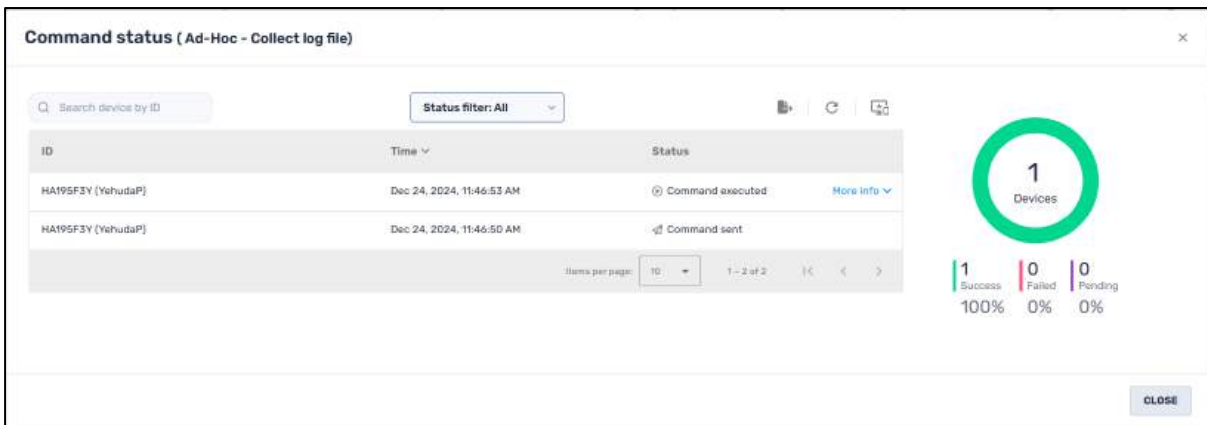 Command status ( Ad-Hoc - Collect log file)
Search device by ID
Status filter: All
ID Time Status
HA195F3Y (YehudaP) Dec 24, 2024, 11:46:53 AM Command executed More info
HA195F3Y (YehudaP) Dec 24, 2024, 11:46:50 AM Command sent
Items per page: 10 1 – 2 of 2
1
Devices
1 0 0
Success Failed Pending
100% 0% 0%
CLOSE